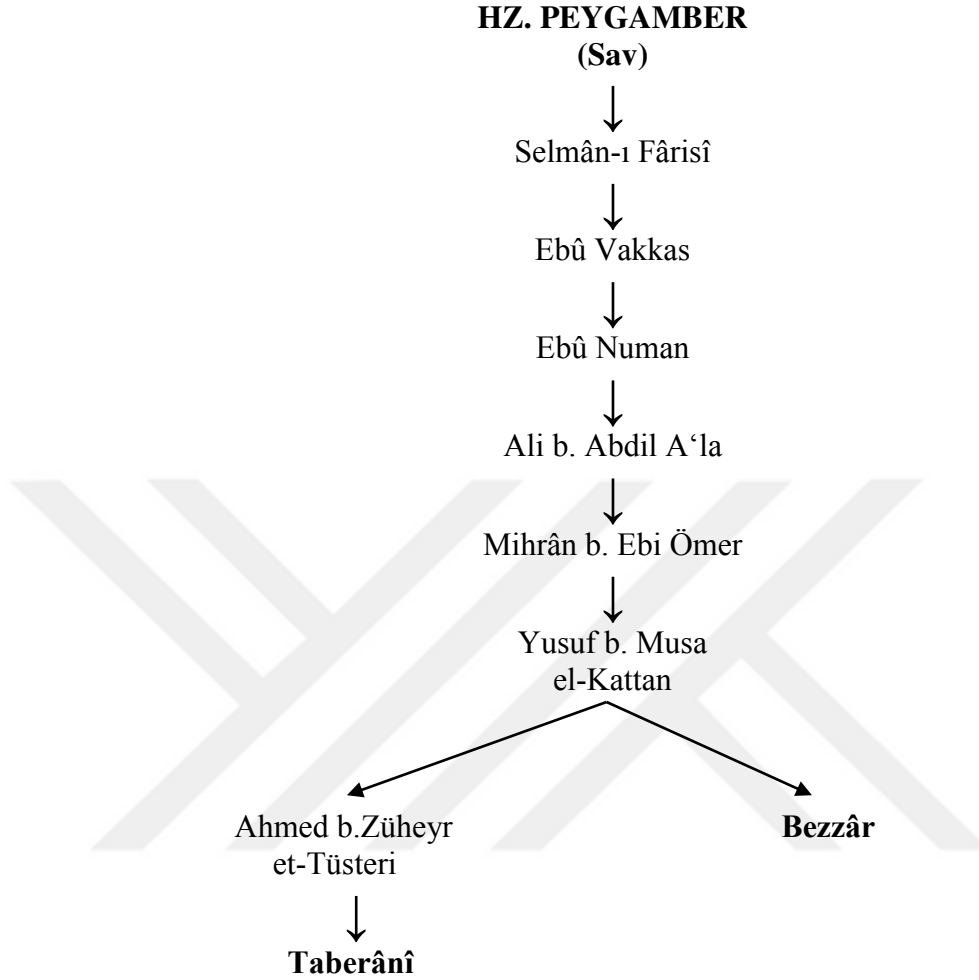 HZ. PEYGAMBER
(Sav)
Selmân-ı Fârisî
Ebû Vakkas
Ebû Numan
Ali b. Abdil A‘la
Mihrân b. Ebi Ömer
Yusuf b. Musa
el-Kattan
Ahmed b.Züheyr
et-Tüsteri
Bezzâr
Taberânî